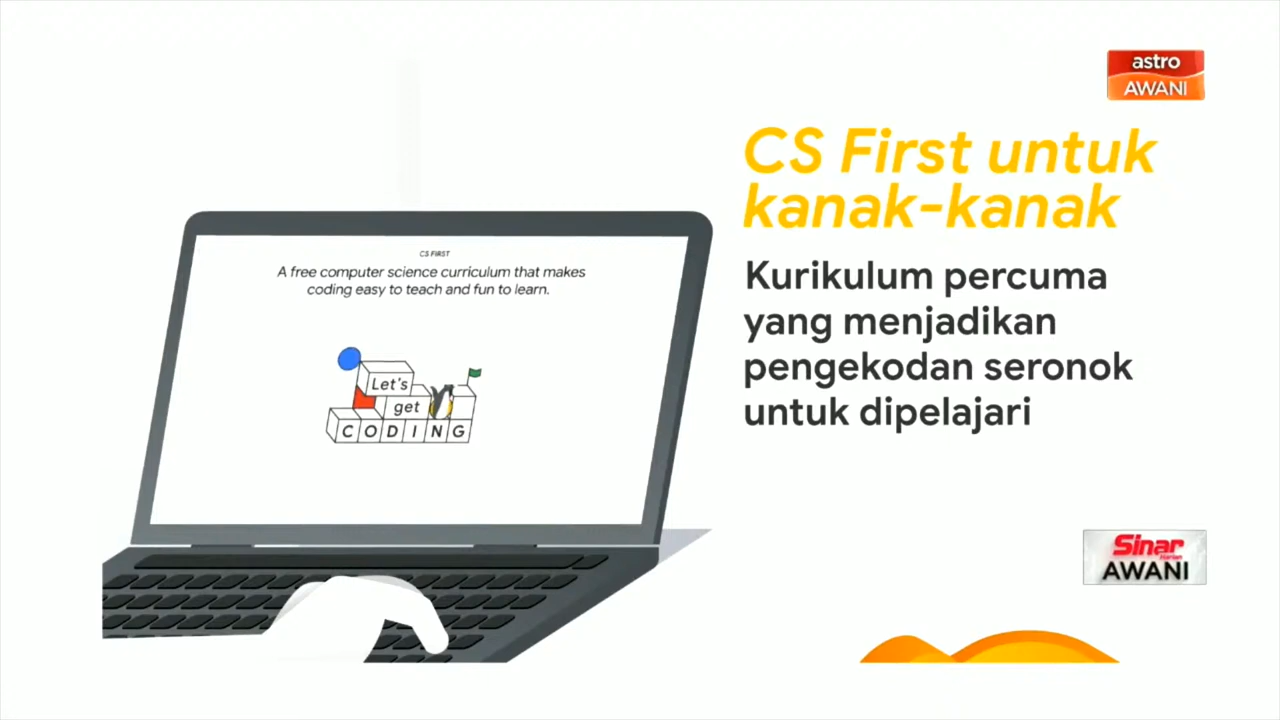 astro
AWANI
CS First untuk
kanak-kanak
Kurikulum percuma
yang menjadikan
pengekodan seronok
untuk dipelajari
CS FIRST
A free computer science curriculum that makes
coding easy to teach and fun to learn.
Let's
get
CODING
Sinar
Harian
AWANI